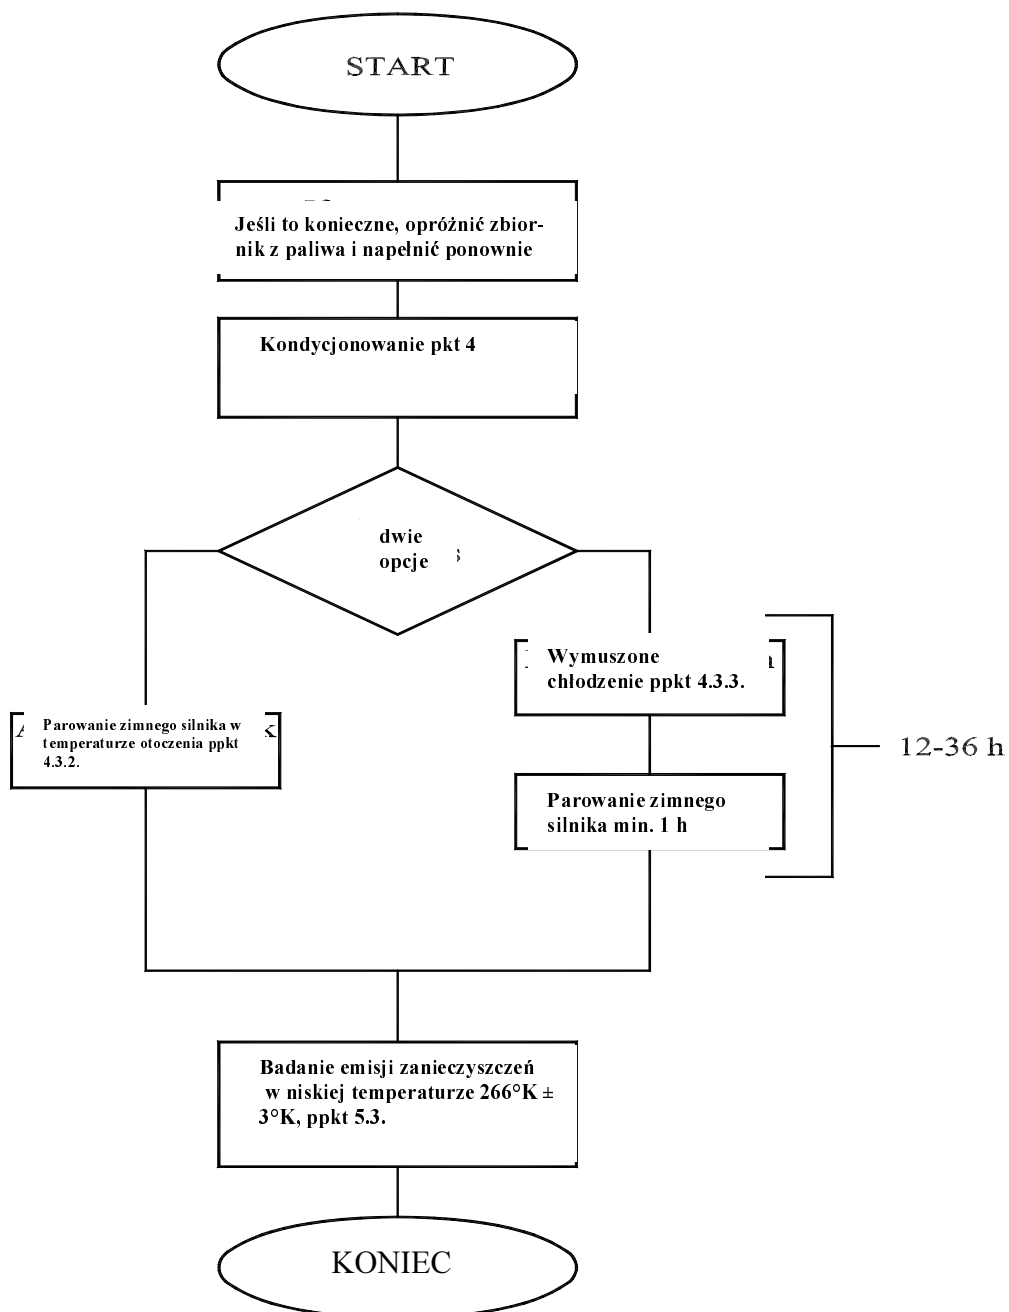 START
Jeśli to konieczne, opróżnić zbior-
nik z paliwa i napełnić ponownie
Kondycjonowanie pkt 4
dwie
opcje
Wymuszone
chłodzenie ppkt 4.3.3.
Parowanie zimnego silnika w
temperaturze otoczenia ppkt
4.3.2.
12-36 h
Parowanie zimnego
silnika min. 1 h
Badanie emisji zanieczyszczeń
w niskiej temperaturze 266°K ±
3°K, ppkt 5.3.
KONIEC